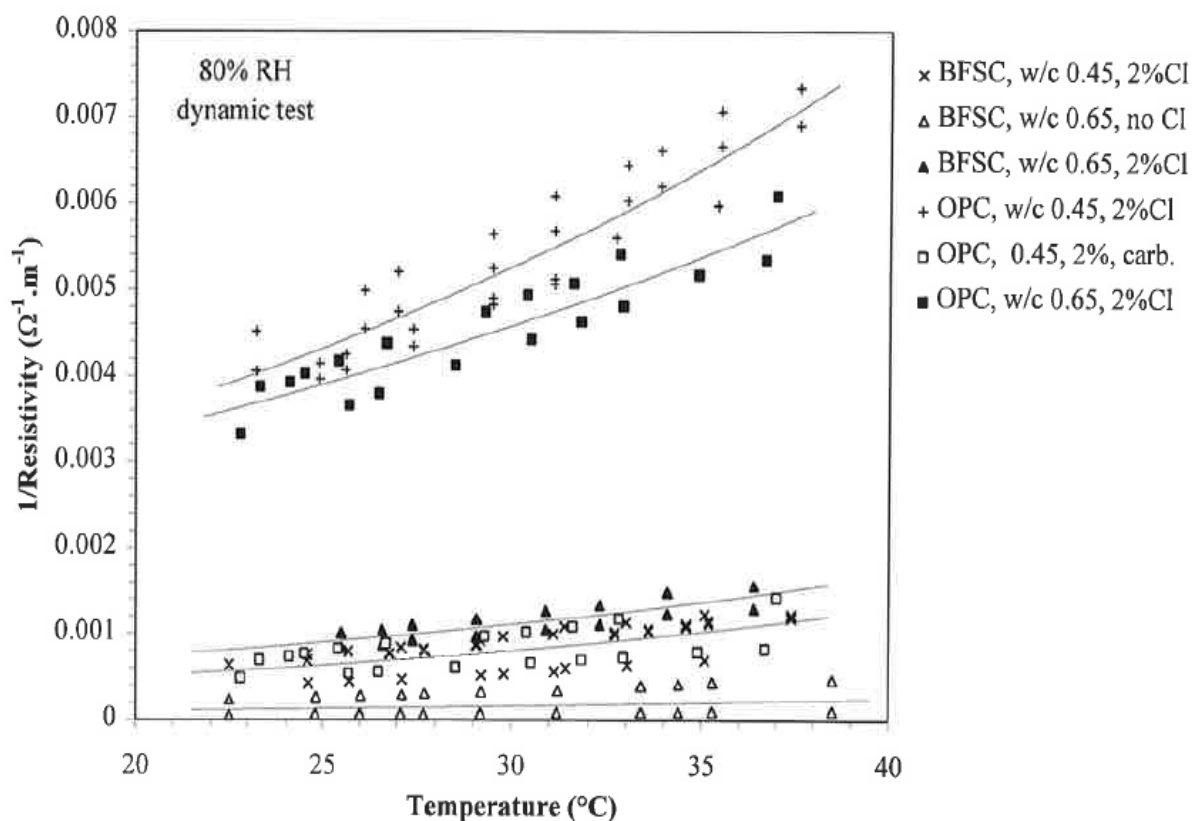 0.008
0.007
0.006
0.005
0.004
0.003
0.002
0.001
0
1/Resistivity (Ω⁻¹.m⁻¹)
80% RH
dynamic test
20
25
30
35
40
Temperature (°C)
× BFSC, w/c 0.45, 2%Cl
△ BFSC, w/c 0.65, no Cl
▲ BFSC, w/c 0.65, 2%Cl
+ OPC, w/c 0.45, 2%Cl
□ OPC, 0.45, 2%, carb.
■ OPC, w/c 0.65, 2%Cl